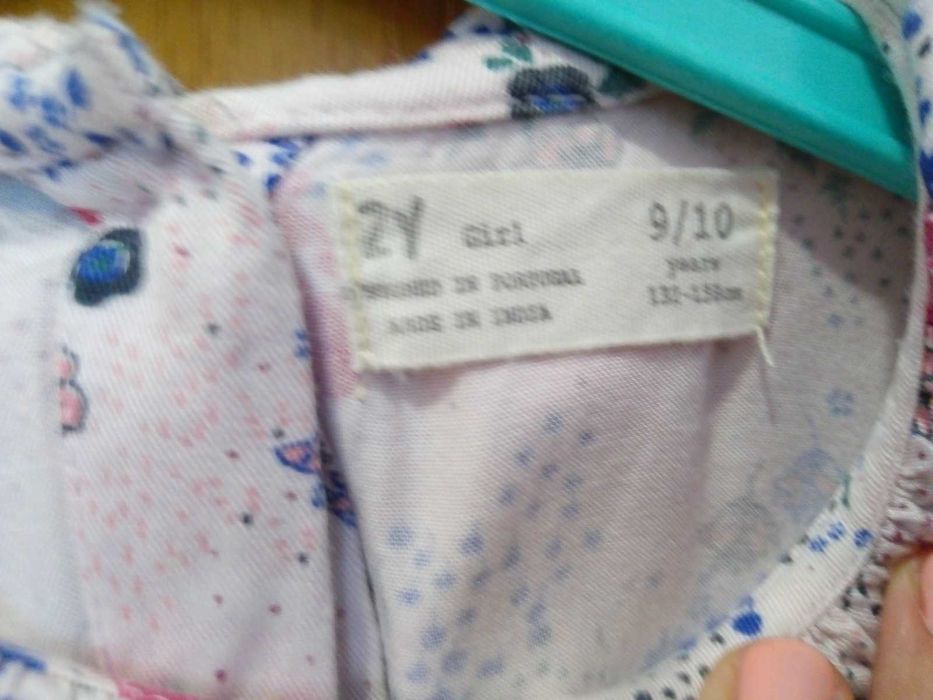 ZY Girl 9/10
years
DESIGNED IN PORTUGAL
MADE IN INDIA